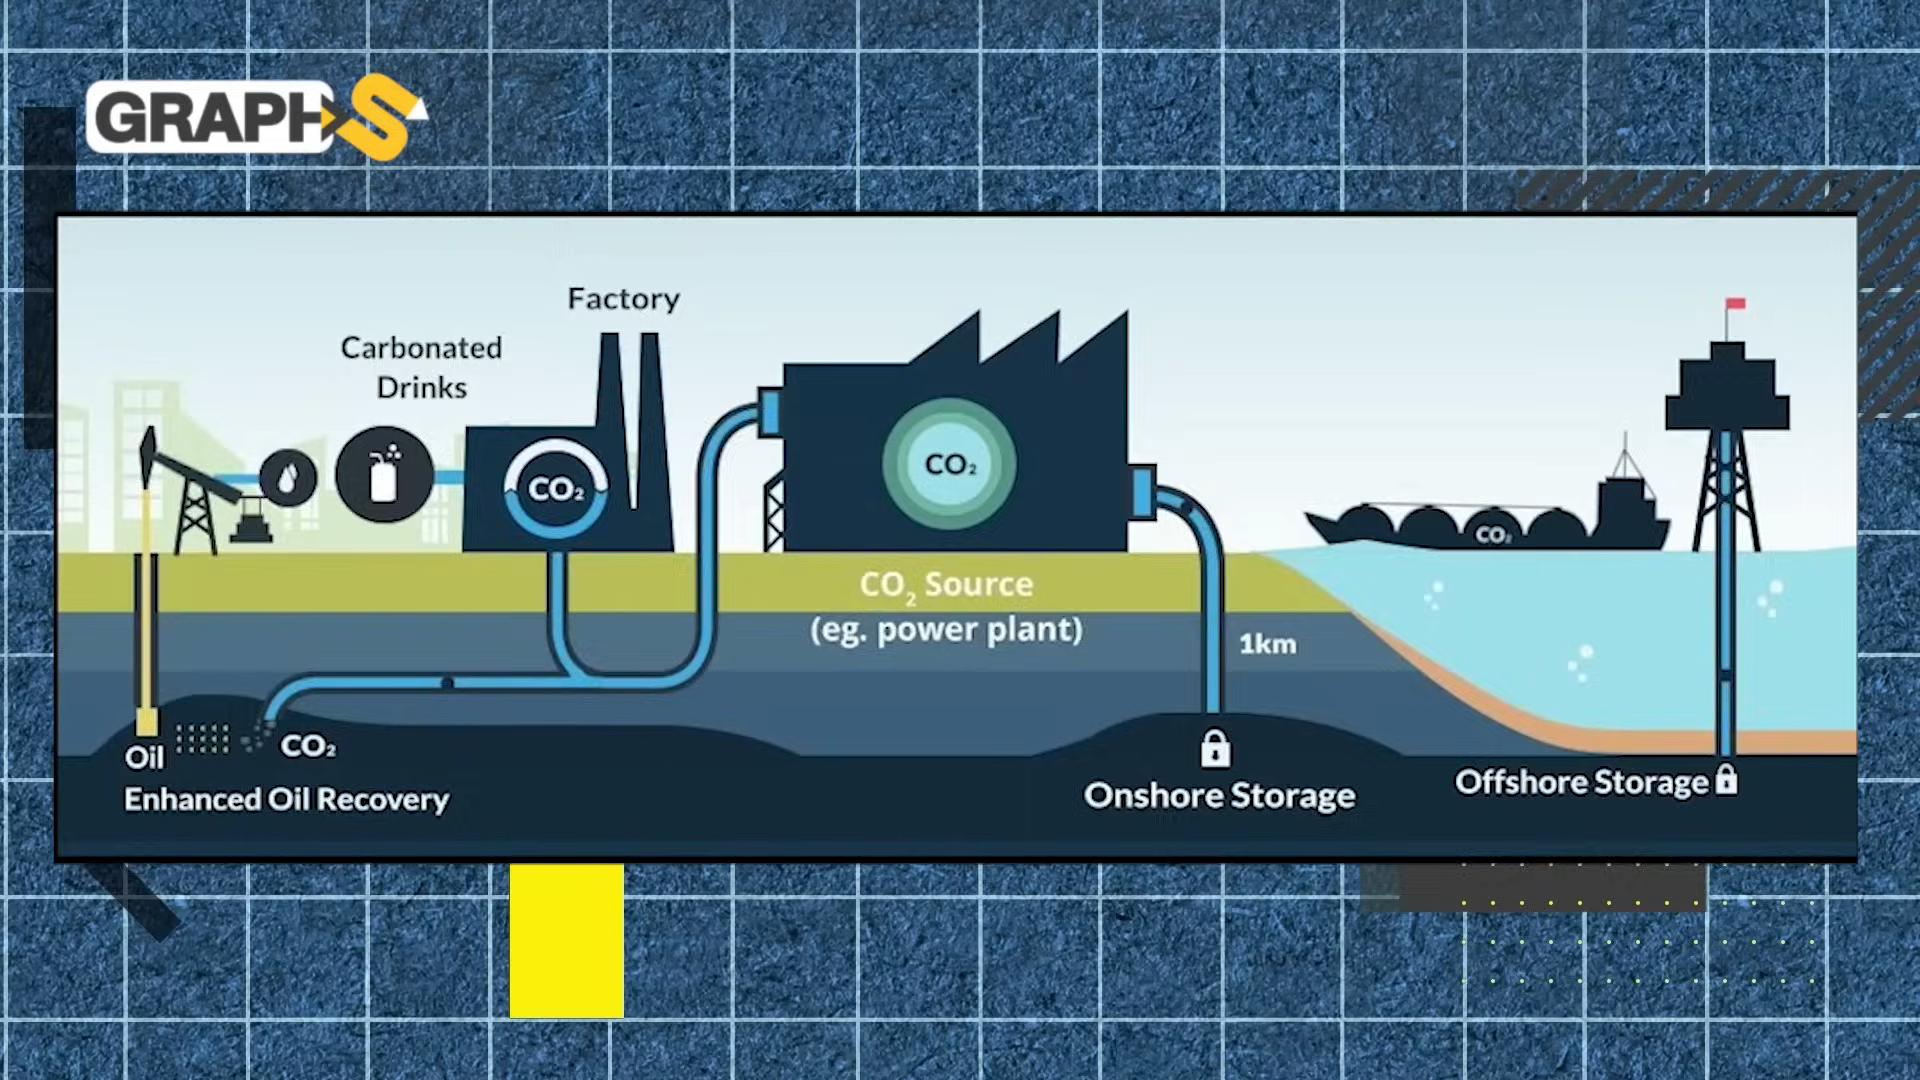 GRAPHS
Factory
Carbonated
Drinks
CO₂
CO₂
CO₂
CO₂ Source
(eg. power plant)
1km
Oil
CO₂
Enhanced Oil Recovery
Onshore Storage
Offshore Storage